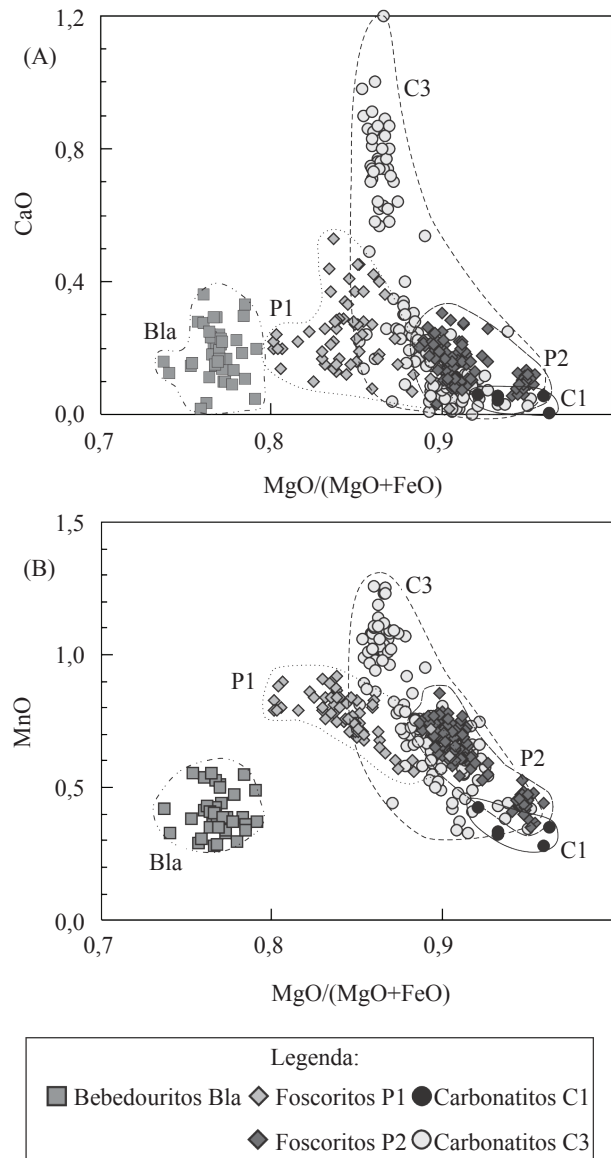 (A)
1,2
0,8
0,4
0,0
CaO
C3
P1
Bla
P2
C1
0,7
0,8
0,9
MgO/(MgO+FeO)
(B)
1,5
1,0
0,5
0,0
MnO
C3
P1
P2
Bla
C1
0,7
0,8
0,9
MgO/(MgO+FeO)
Legenda:
Bebedouritos Bla Foscoritos P1 Carbonatitos C1
Foscoritos P2 Carbonatitos C3